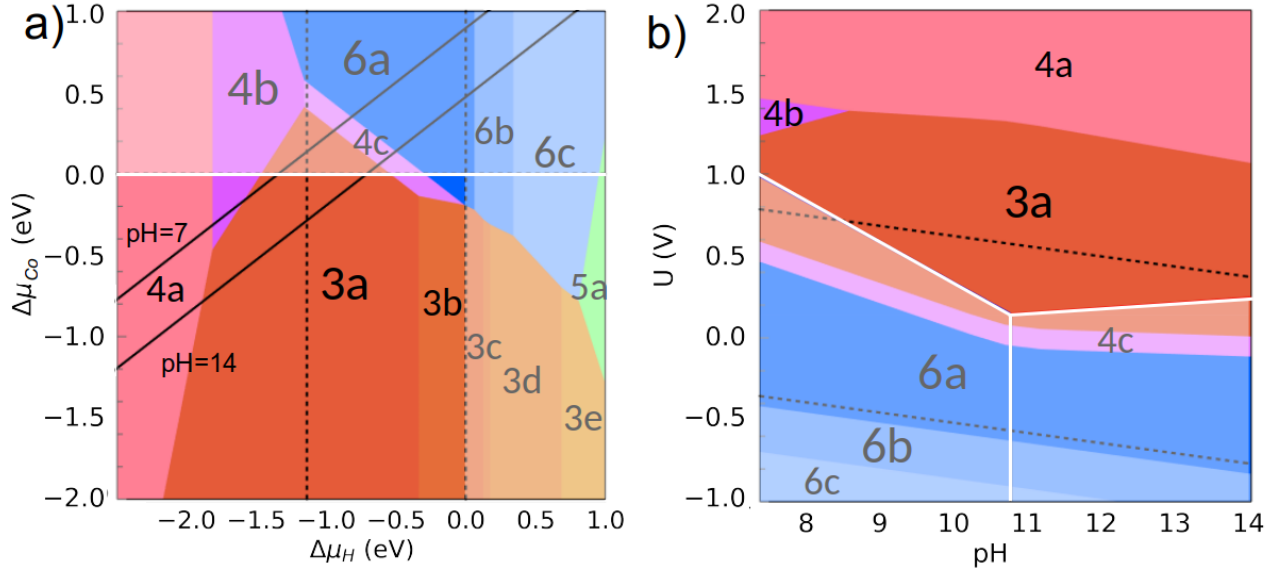 a)
1.0
0.5
0.0
−0.5
−1.0
−1.5
−2.0
Δμ_Co (eV)
4b
6a
4c
6b
6c
pH=7
4a
3a
3b
5a
pH=14
3c
3d
3e
−2.0
−1.5
−1.0
−0.5
0.0
0.5
1.0
Δμ_H (eV)
b)
2.0
1.5
1.0
0.5
0.0
−0.5
−1.0
U (V)
4a
4b
3a
4c
6a
6b
6c
8
9
10
11
12
13
14
pH